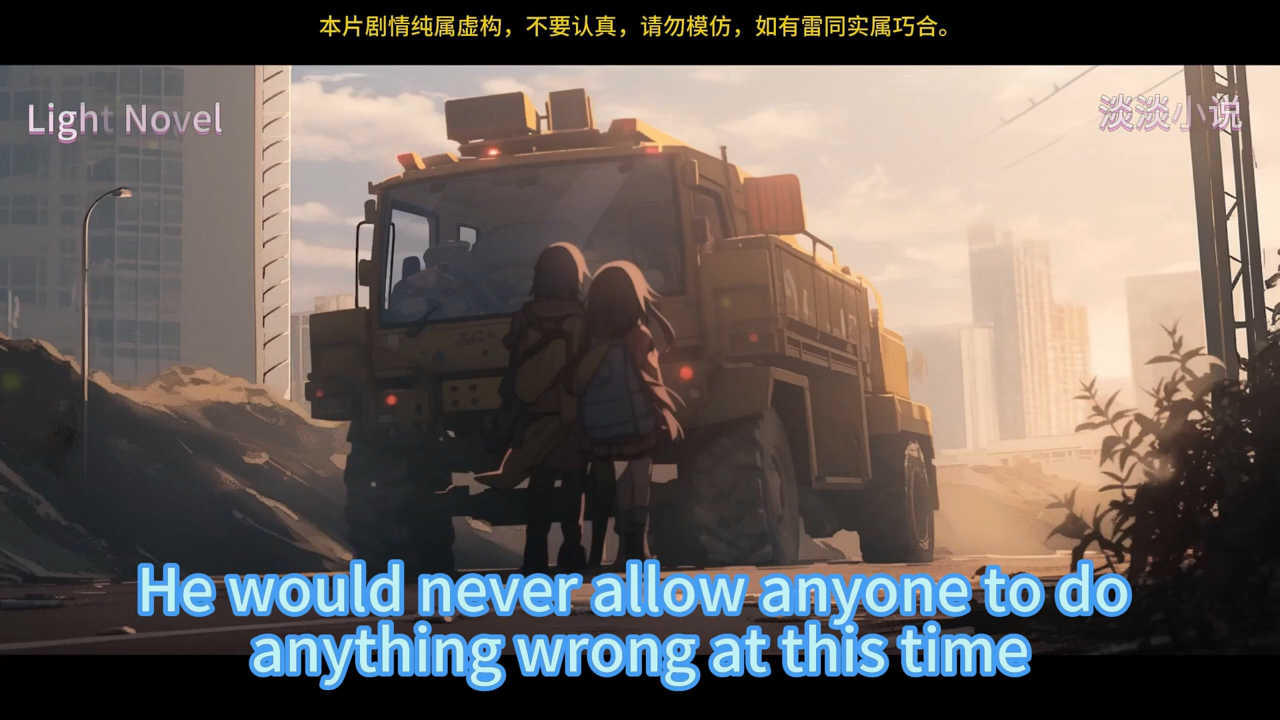 本片剧情纯属虚构，不要认真，请勿模仿，如有雷同实属巧合。
Light Novel
淡淡小说
He would never allow anyone to do
anything wrong at this time